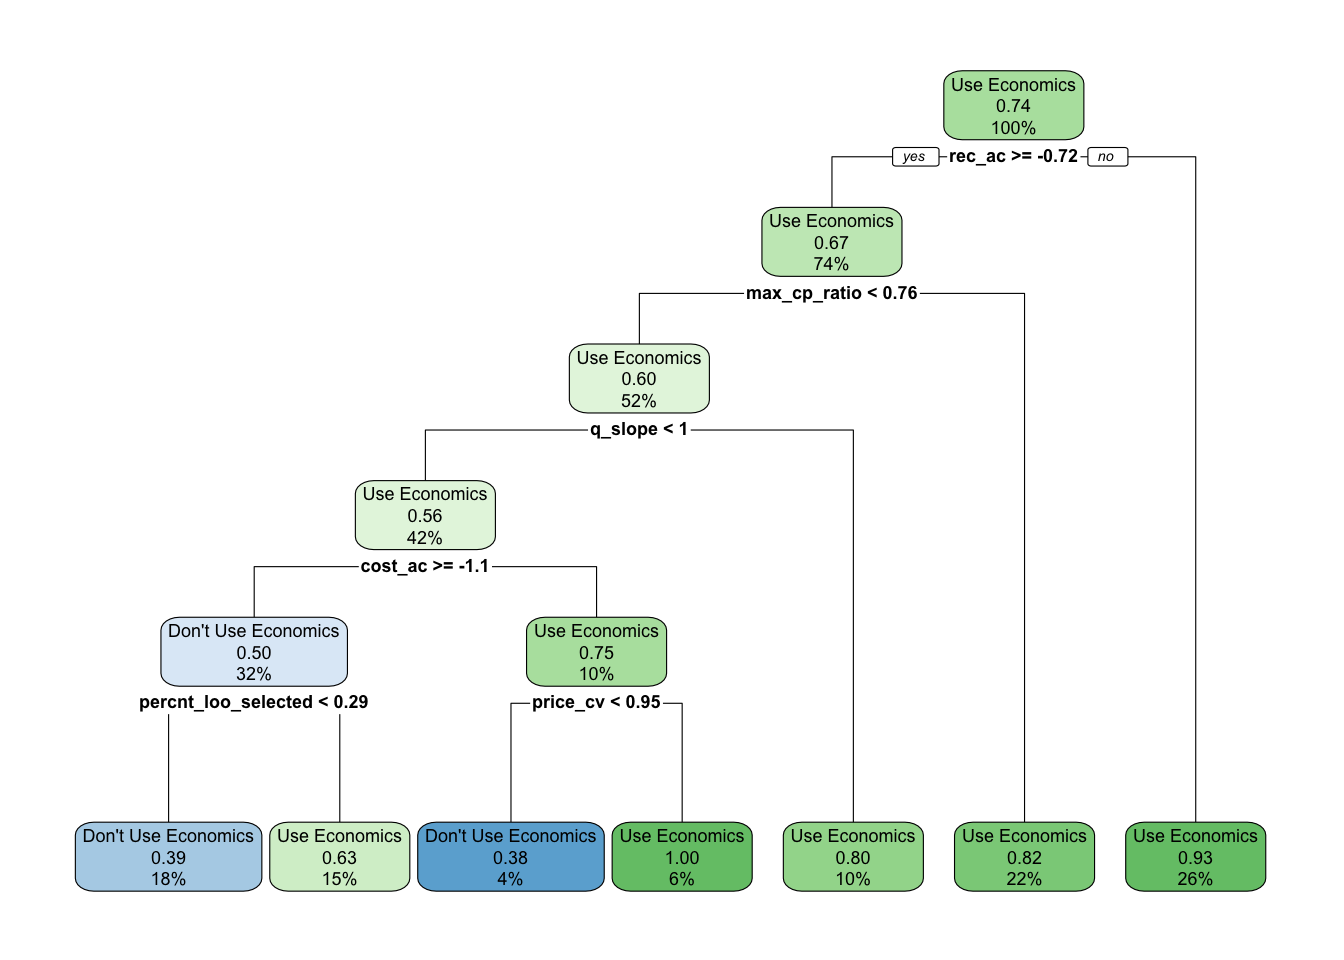 Use Economics
0.74
100%
yes rec_ac >= -0.72 no
Use Economics
0.67
74%
max_cp_ratio < 0.76
Use Economics
0.60
52%
q_slope < 1
Use Economics
0.56
42%
cost_ac >= -1.1
Don't Use Economics
0.50
32%
percnt_loo_selected < 0.29
Use Economics
0.75
10%
price_cv < 0.95
Don't Use Economics
0.39
18%
Use Economics
0.63
15%
Don't Use Economics
0.38
4%
Use Economics
1.00
6%
Use Economics
0.80
10%
Use Economics
0.82
22%
Use Economics
0.93
26%